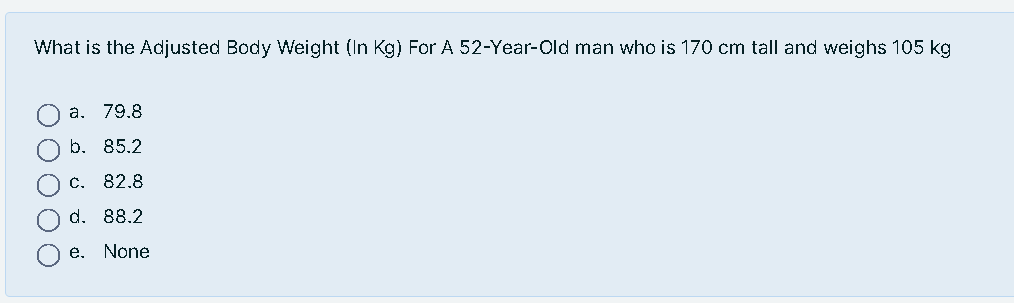 What is the Adjusted Body Weight (In Kg) For A 52-Year-Old man who is 170 cm tall and weighs 105 kg
a. 79.8
b. 85.2
c. 82.8
d. 88.2
e. None